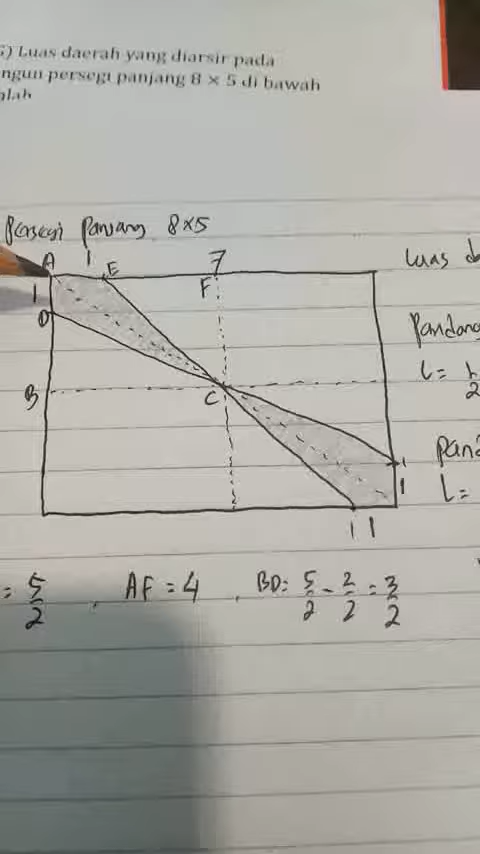 5) Luas daerah yang diarsir pada
ngun persegi panjang 8 × 5 di bawah
alah
Persegi Panjang 8×5
Luas d
A
1
E
7
F
1
D
B
C
1
1 1
Pandang
L = h
2
Pand
L =
= 5/2 , AF = 4 , BD: 5/2 - 2/2 = 3/2